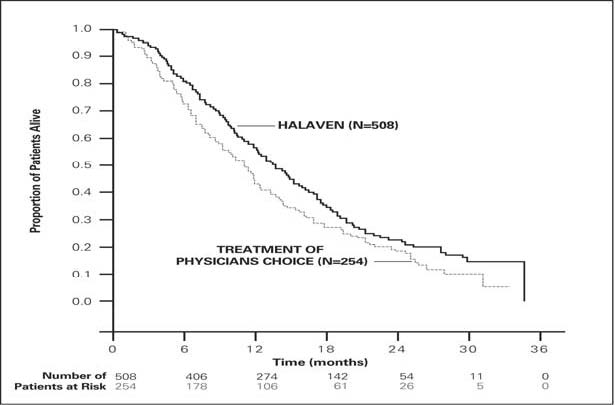 1.0
0.9
0.8
0.7
0.6
0.5
0.4
0.3
0.2
0.1
0.0
Proportion of Patients Alive
HALAVEN (N=508)
TREATMENT OF
PHYSICIANS CHOICE (N=254)
0 6 12 18 24 30 36
Time (months)
Number of 508 406 274 142 54 11 0
Patients at Risk 254 178 106 61 26 5 0